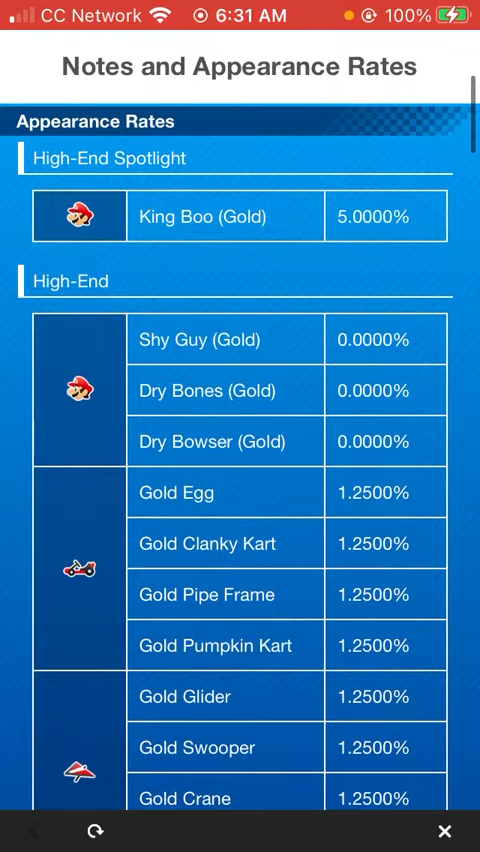 CC Network 6:31 AM 100%
Notes and Appearance Rates
Appearance Rates
High-End Spotlight
King Boo (Gold) 5.0000%
High-End
Shy Guy (Gold) 0.0000%
Dry Bones (Gold) 0.0000%
Dry Bowser (Gold) 0.0000%
Gold Egg 1.2500%
Gold Clanky Kart 1.2500%
Gold Pipe Frame 1.2500%
Gold Pumpkin Kart 1.2500%
Gold Glider 1.2500%
Gold Swooper 1.2500%
Gold Crane 1.2500%